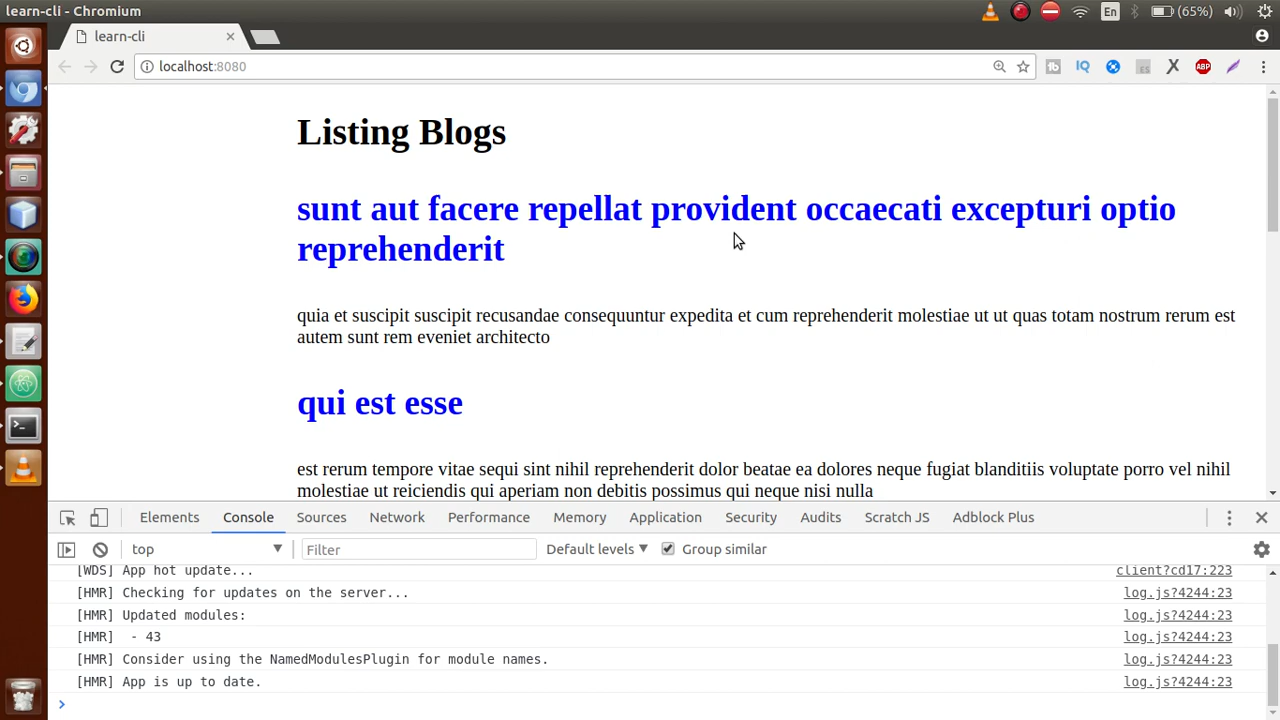 learn-cli - Chromium
En
(65%)
learn-cli
localhost:8080
IQ
X
ABP
Listing Blogs
sunt aut facere repellat provident occaecati excepturi optio
reprehenderit
quia et suscipit suscipit recusandae consequuntur expedita et cum reprehenderit molestiae ut ut quas totam nostrum rerum est
autem sunt rem eveniet architecto
qui est esse
est rerum tempore vitae sequi sint nihil reprehenderit dolor beatae ea dolores neque fugiat blanditiis voluptate porro vel nihil
molestiae ut reiciendis qui aperiam non debitis possimus qui neque nisi nulla
Elements Console Sources Network Performance Memory Application Security Audits Scratch JS Adblock Plus
top Filter Default levels Group similar
[WDS] App hot update... client?cd17:223
[HMR] Checking for updates on the server... log.js?4244:23
[HMR] Updated modules: log.js?4244:23
[HMR]  - 43 log.js?4244:23
[HMR] Consider using the NamedModulesPlugin for module names. log.js?4244:23
[HMR] App is up to date. log.js?4244:23